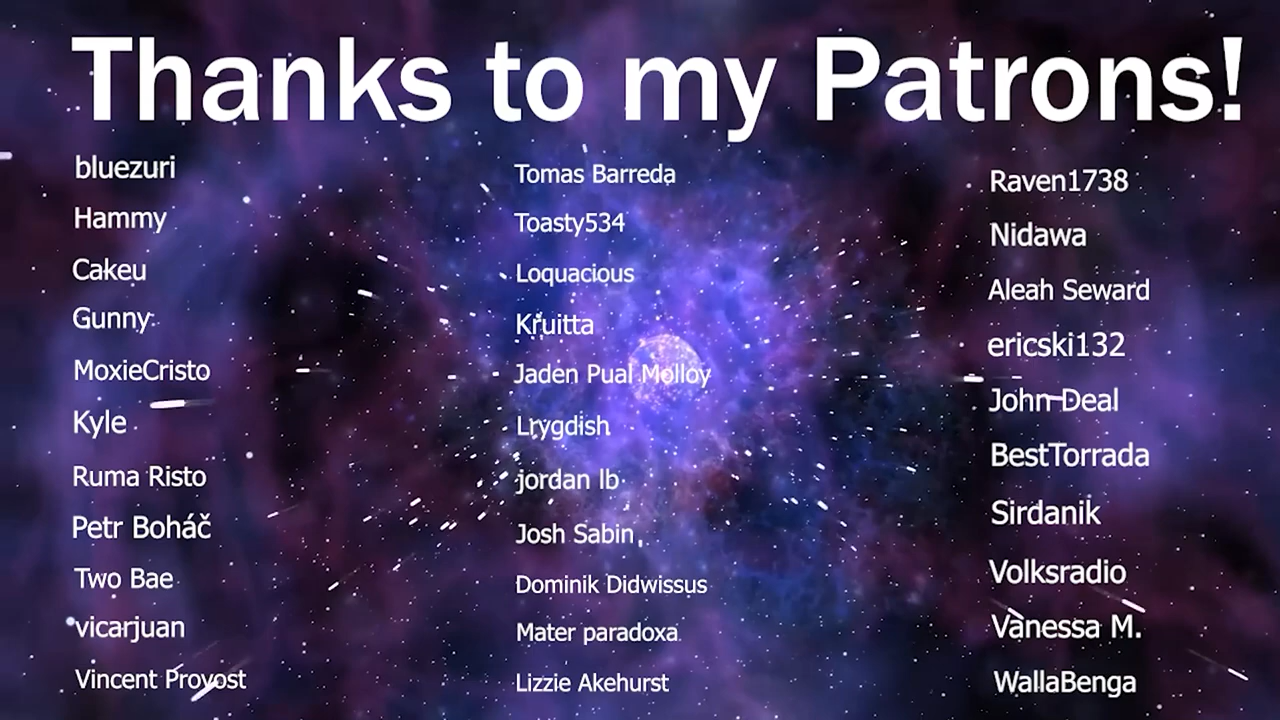 Thanks to my Patrons!
bluezuri
Hammy
Cakeu
Gunny
MoxieCristo
Kyle
Ruma Risto
Petr Boháč
Two Bae
vicarjuan
Vincent Provost
Tomas Barreda
Toasty534
Loquacious
Kruitta
Jaden Pual Molloy
Lrygdish
jordan lb
Josh Sabin
Dominik Didwissus
Mater paradoxa
Lizzie Akehurst
Raven1738
Nidawa
Aleah Seward
ericski132
John Deal
BestTorrada
Sirdanik
Volksradio
Vanessa M.
WallaBenga